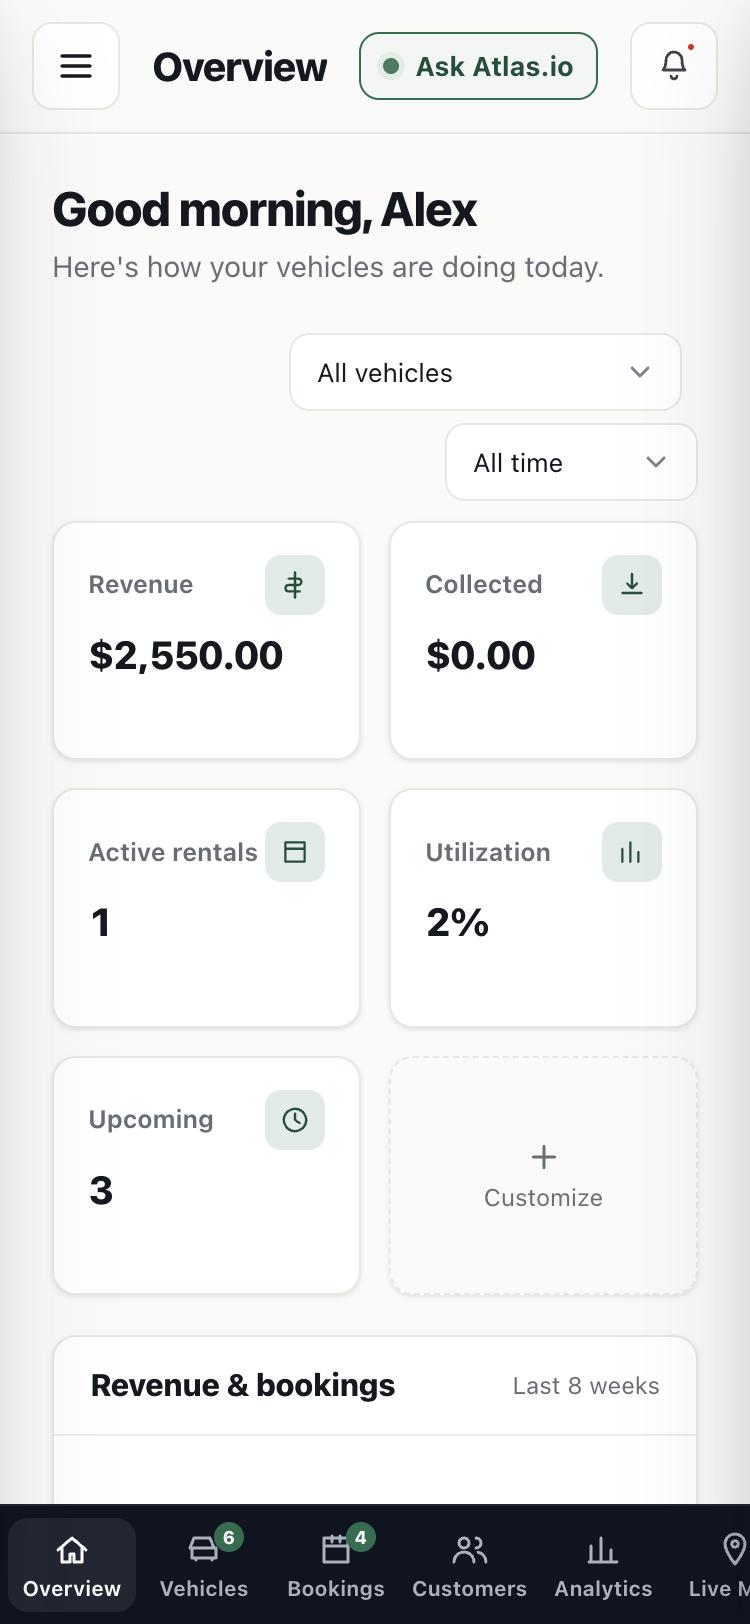 Overview
Ask Atlas.io
Good morning, Alex
Here's how your vehicles are doing today.
All vehicles
All time
Revenue
$2,550.00
Collected
$0.00
Active rentals
1
Utilization
2%
Upcoming
3
Customize
Revenue & bookings
Last 8 weeks
Overview
6
Vehicles
4
Bookings
Customers
Analytics
Live